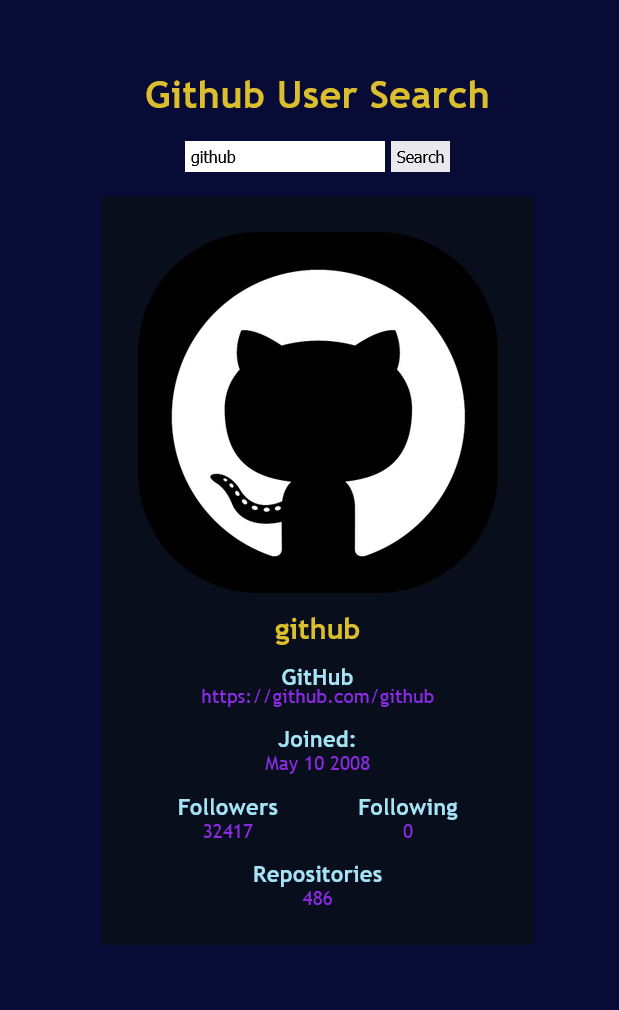 Github User Search
github Search
github
GitHub
https://github.com/github
Joined:
May 10 2008
Followers Following
32417 0
Repositories
486